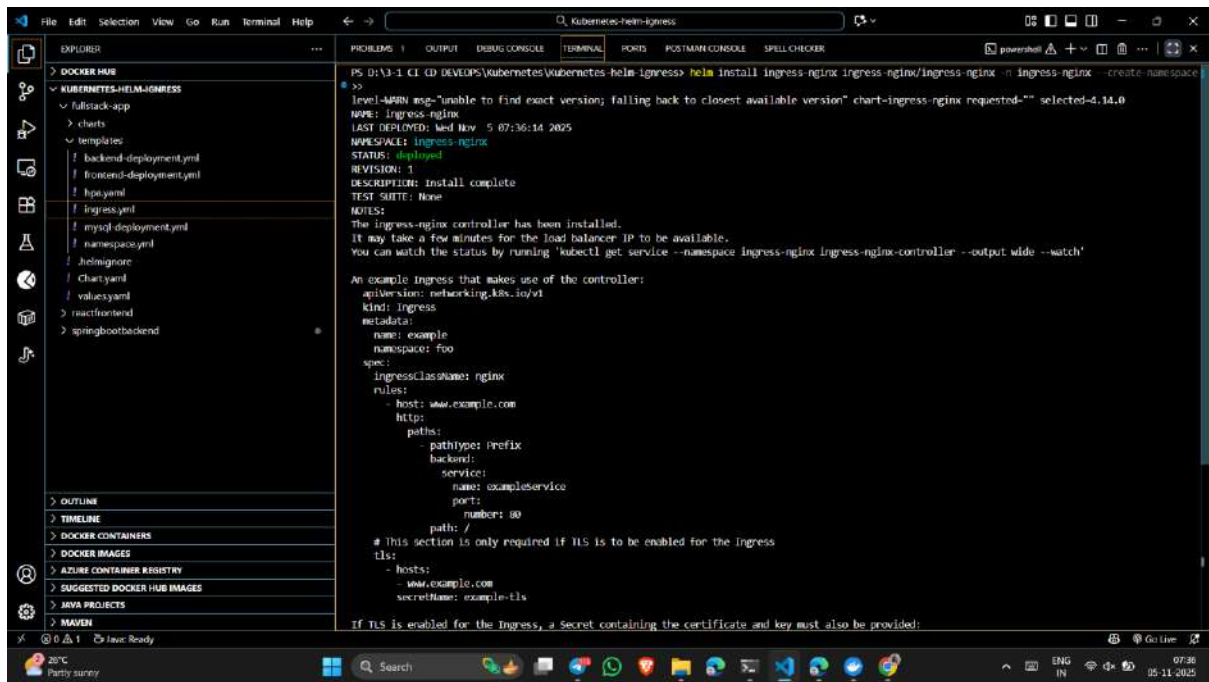 File Edit Selection View Go Run Terminal Help
Kubernetes-helm-ignress
EXPLORER
DOCKER HUB
KUBERNETES-HELM-IGNRESS
fullstack-app
charts
templates
backend-deployment.yml
frontend-deployment.yml
hpa.yaml
ingress.yml
mysql-deployment.yml
namespace.yml
.helmignore
Chart.yaml
values.yaml
reactfrontend
springbootbackend
OUTLINE
TIMELINE
DOCKER CONTAINERS
DOCKER IMAGES
AZURE CONTAINER REGISTRY
SUGGESTED DOCKER HUB IMAGES
JAVA PROJECTS
MAVEN
PROBLEMS 1 OUTPUT DEBUG CONSOLE TERMINAL PORTS POSTMAN CONSOLE SPELL CHECKER
powershell
PS D:\3-1 CI CD DEVEOPS\Kubernetes\Kubernetes-helm-ignress> helm install ingress-nginx ingress-nginx/ingress-nginx -n ingress-nginx --create-namespace
>>
level=WARN msg="unable to find exact version; falling back to closest available version" chart=ingress-nginx requested="" selected=4.14.0
NAME: ingress-nginx
LAST DEPLOYED: Wed Nov 5 07:36:14 2025
NAMESPACE: ingress-nginx
STATUS: deployed
REVISION: 1
DESCRIPTION: Install complete
TEST SUITE: None
NOTES:
The ingress-nginx controller has been installed.
It may take a few minutes for the load balancer IP to be available.
You can watch the status by running 'kubectl get service --namespace ingress-nginx ingress-nginx-controller --output wide --watch'
An example Ingress that makes use of the controller:
apiVersion: networking.k8s.io/v1
kind: Ingress
metadata:
name: example
namespace: foo
spec:
ingressClassName: nginx
rules:
- host: www.example.com
http:
paths:
- pathType: Prefix
backend:
service:
name: exampleService
port:
number: 80
path: /
# This section is only required if TLS is to be enabled for the Ingress
tls:
- hosts:
- www.example.com
secretName: example-tls
If TLS is enabled for the Ingress, a Secret containing the certificate and key must also be provided:
0 1 Java: Ready
Go Live
26°C
Partly sunny
Search
ENG
IN
07:36
05-11-2025